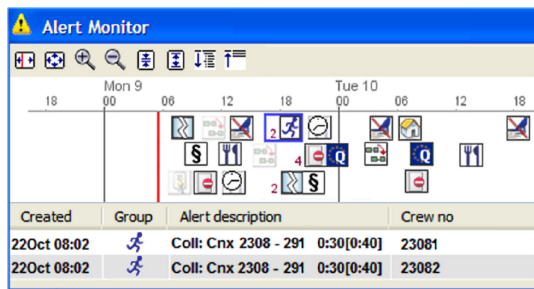 Alert Monitor
Mon 9 Tue 10
18 00 06 12 18 00 06 12 18
2
§ 4 Q Q
2 §
Created Group Alert description Crew no
22Oct 08:02 Coll: Cnx 2308 - 291 0:30[0:40] 23081
22Oct 08:02 Coll: Cnx 2308 - 291 0:30[0:40] 23082